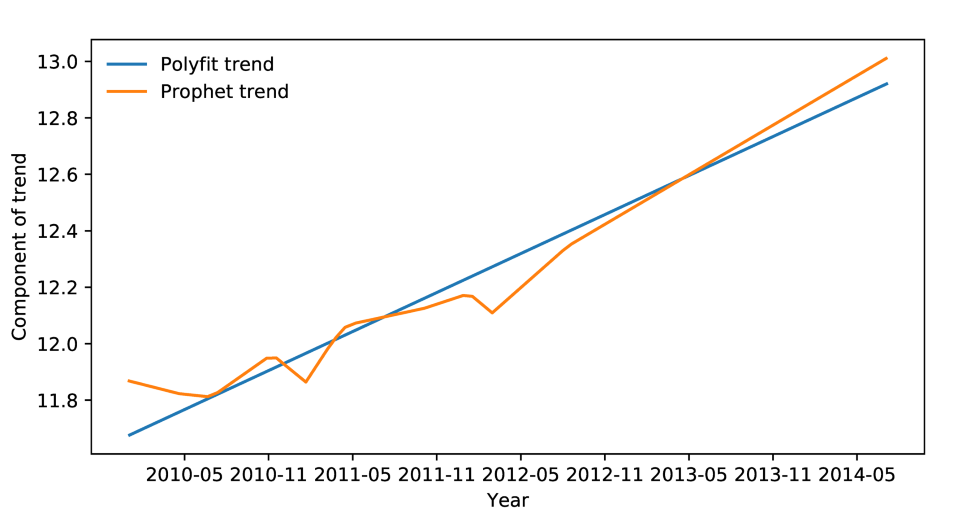 Polyfit trend
Prophet trend
13.0
12.8
12.6
12.4
12.2
12.0
11.8
Component of trend
2010-05 2010-11 2011-05 2011-11 2012-05 2012-11 2013-05 2013-11 2014-05
Year